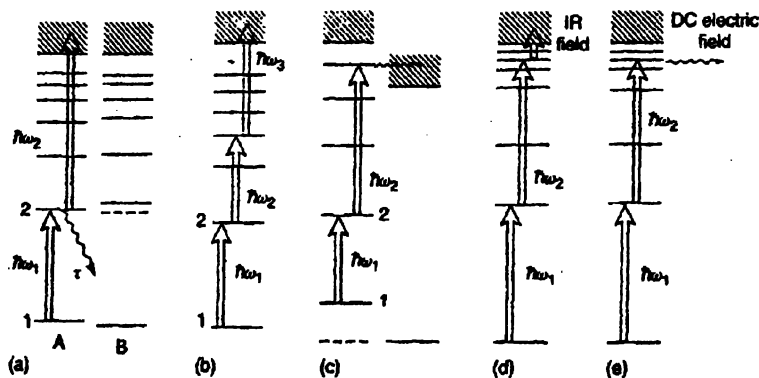 IR field
DC electric field
ħω₂
2
ħω₁
τ
1
A
B
(a)
ħω₃
ħω₂
2
ħω₁
1
(b)
ħω₂
2
ħω₁
1
(c)
ħω₂
ħω₁
(d)
ħω₂
ħω₁
(e)